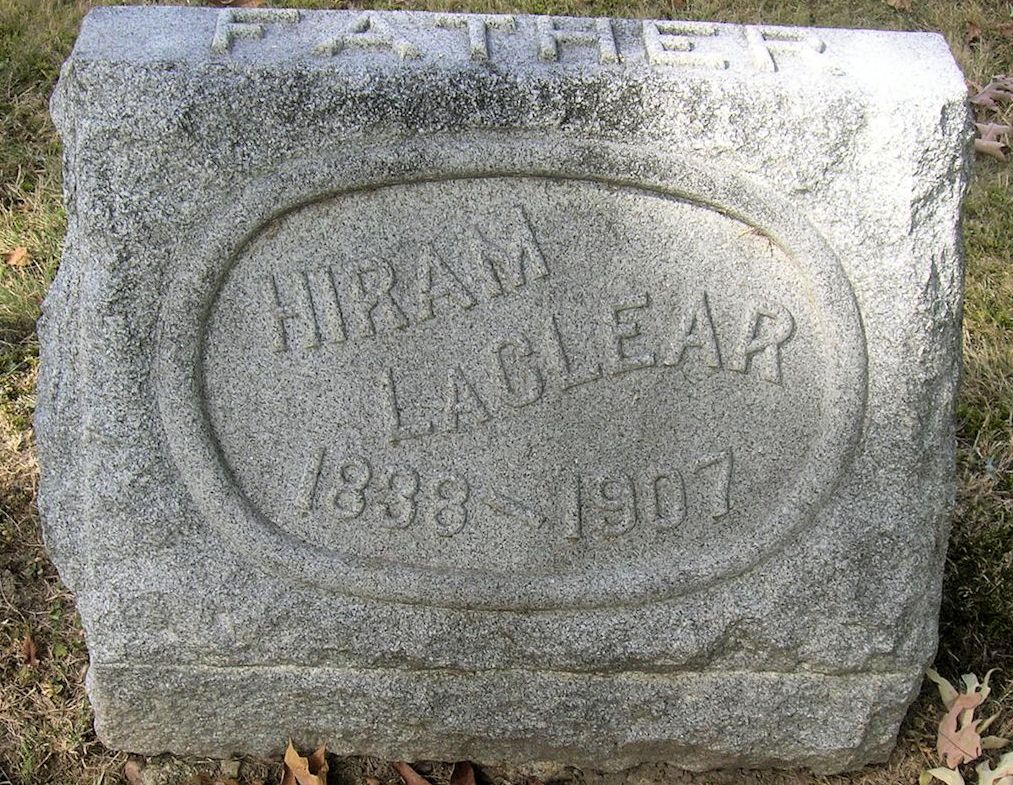 FATHER
HIRAM
LACLEAR
1838-1907